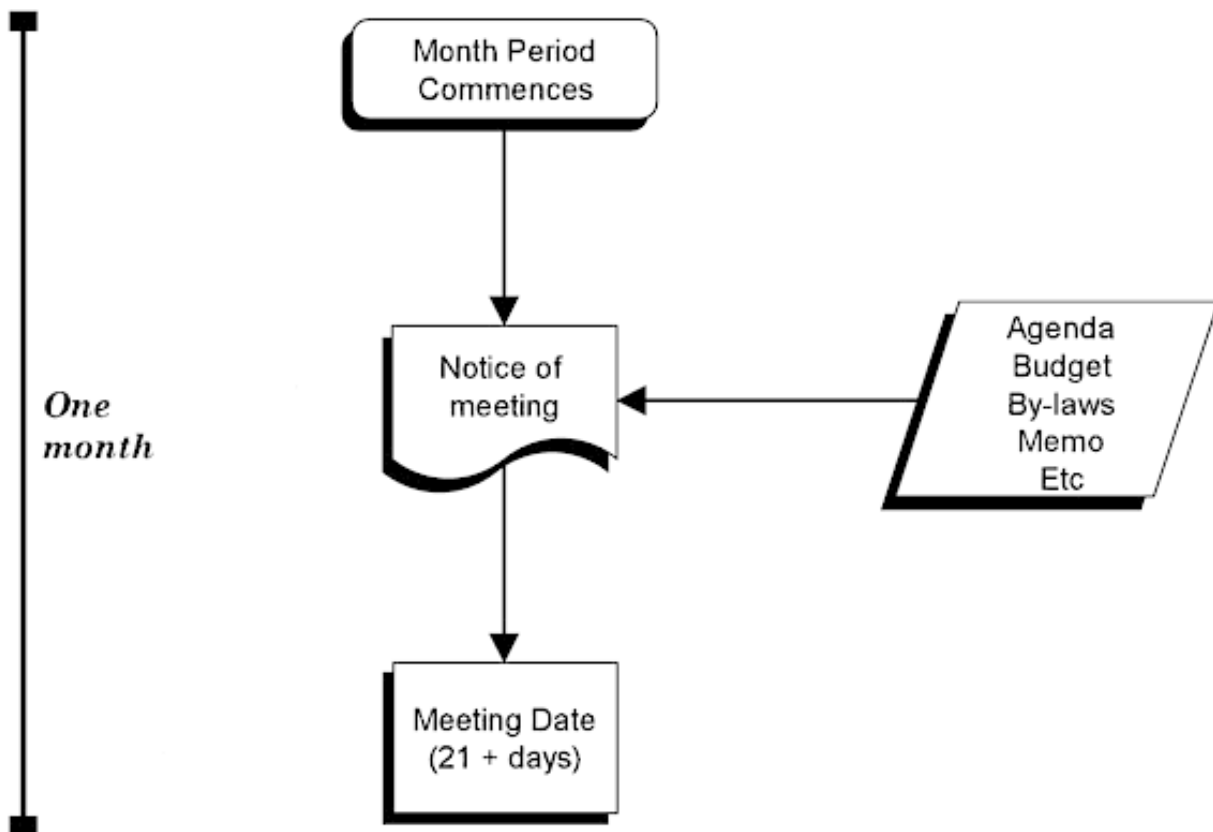 Month Period
Commences
Notice of
meeting
Agenda
Budget
By-laws
Memo
Etc
One
month
Meeting Date
(21 + days)